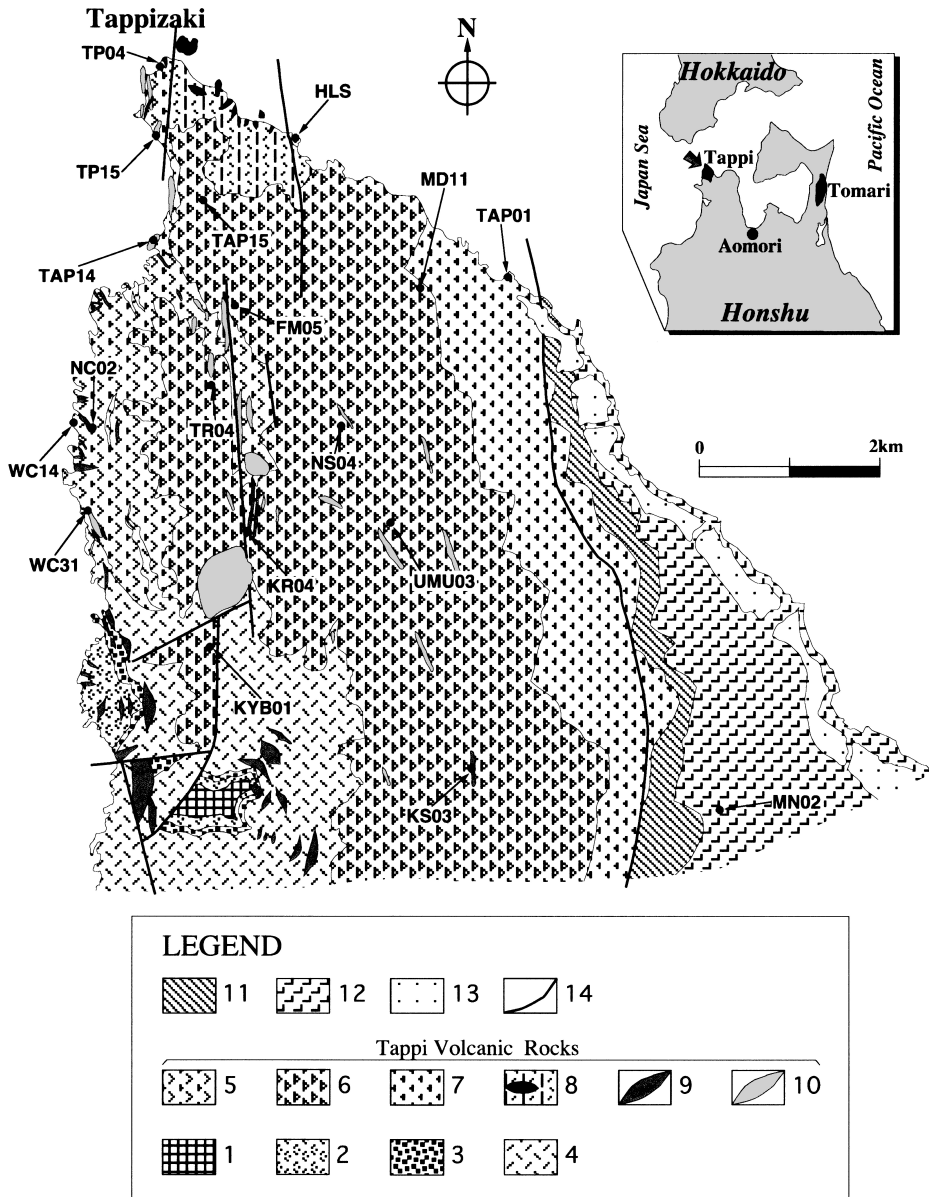 Tappizaki
TP04
N
HLS
TP15
MD11
TAP01
TAP15
TAP14
FM05
NC02
TR04
NS04
WC14
WC31
KR04
UMU03
KYB01
KS03
MN02
0 2km
Hokkaido
Pacific Ocean
Japan Sea
Tappi
Tomari
Aomori
Honshu
LEGEND
11 12 13 14
Tappi Volcanic Rocks
5 6 7 8 9 10
1 2 3 4